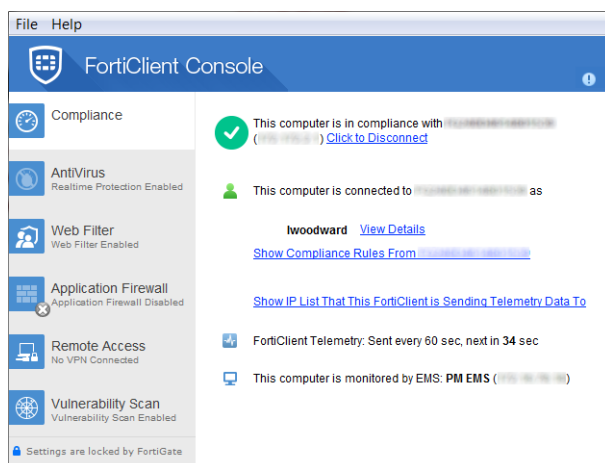 File Help
FortiClient Console
Compliance
This computer is in compliance with
( ) Click to Disconnect
AntiVirus
Realtime Protection Enabled
This computer is connected to as
Web Filter
Web Filter Enabled
lwoodward View Details
Show Compliance Rules From
Application Firewall
Application Firewall Disabled
Show IP List That This FortiClient is Sending Telemetry Data To
Remote Access
No VPN Connected
FortiClient Telemetry: Sent every 60 sec, next in 34 sec
This computer is monitored by EMS: PM EMS ( )
Vulnerability Scan
Vulnerability Scan Enabled
Settings are locked by FortiGate